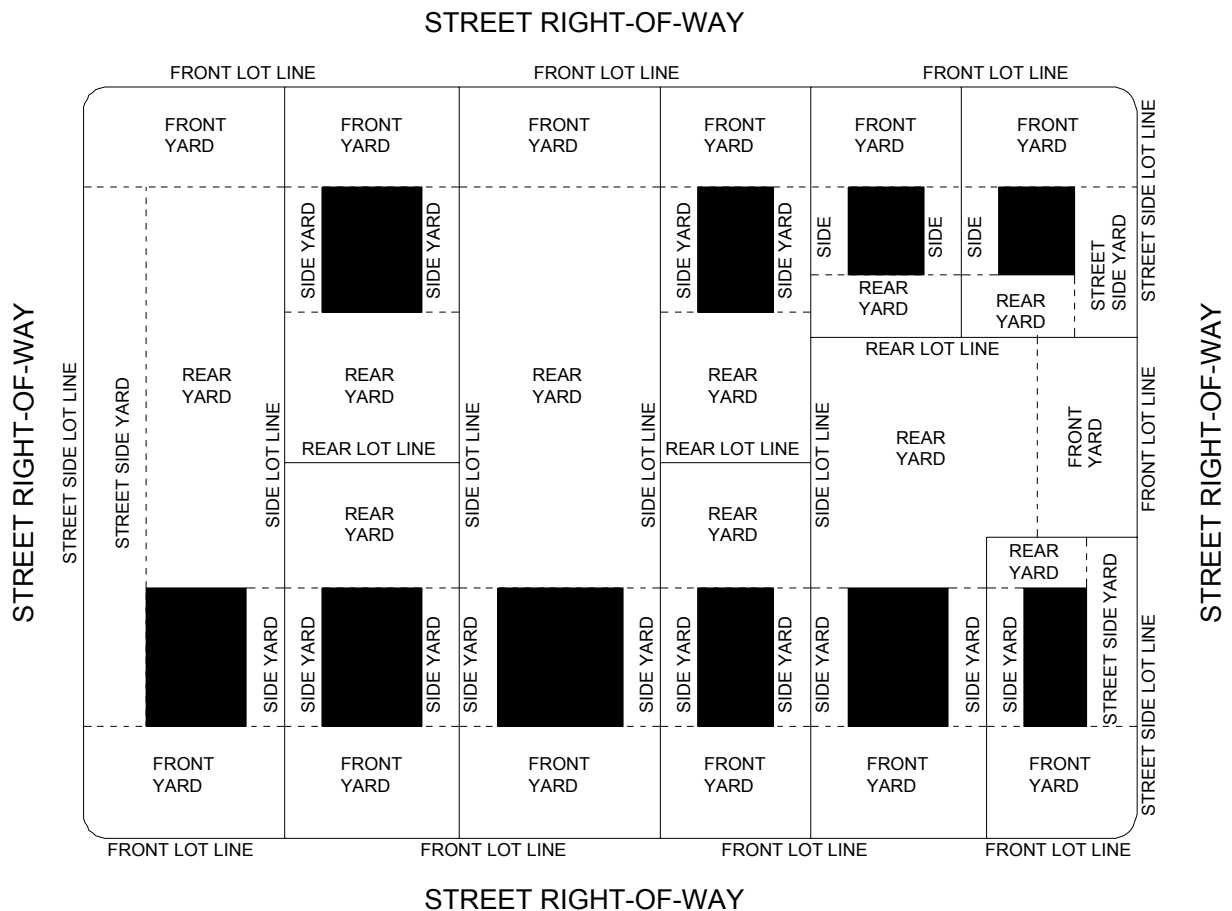 STREET RIGHT-OF-WAY
FRONT LOT LINE
FRONT LOT LINE
FRONT LOT LINE
FRONT
YARD
FRONT
YARD
FRONT
YARD
FRONT
YARD
FRONT
YARD
FRONT
YARD
STREET SIDE LOT LINE
SIDE YARD
SIDE YARD
SIDE YARD
SIDE YARD
SIDE
SIDE
SIDE
STREET
SIDE YARD
REAR
YARD
REAR
YARD
REAR LOT LINE
STREET RIGHT-OF-WAY
STREET SIDE LOT LINE
STREET SIDE YARD
REAR
YARD
SIDE LOT LINE
REAR
YARD
REAR LOT LINE
SIDE LOT LINE
REAR
YARD
SIDE LOT LINE
REAR
YARD
REAR LOT LINE
SIDE LOT LINE
REAR
YARD
FRONT
YARD
FRONT LOT LINE
STREET RIGHT-OF-WAY
REAR
YARD
REAR
YARD
REAR
YARD
SIDE YARD
SIDE YARD
SIDE YARD
SIDE YARD
SIDE YARD
SIDE YARD
SIDE YARD
SIDE YARD
SIDE YARD
SIDE YARD
STREET SIDE YARD
STREET SIDE LOT LINE
FRONT
YARD
FRONT
YARD
FRONT
YARD
FRONT
YARD
FRONT
YARD
FRONT
YARD
FRONT LOT LINE
FRONT LOT LINE
FRONT LOT LINE
FRONT LOT LINE
STREET RIGHT-OF-WAY